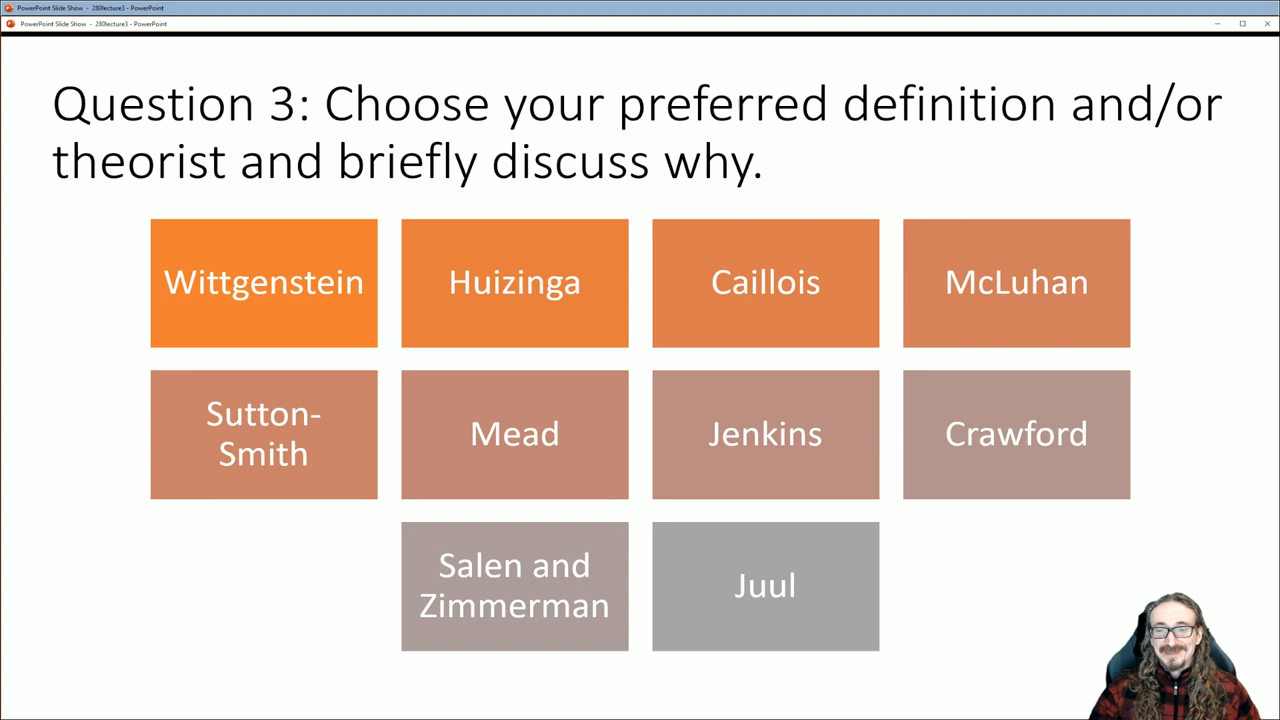 PowerPoint Slide Show - 280lecture3 - PowerPoint
PowerPoint Slide Show - 280lecture3 - PowerPoint
Question 3: Choose your preferred definition and/or
theorist and briefly discuss why.
Wittgenstein
Huizinga
Caillois
McLuhan
Sutton-
Smith
Mead
Jenkins
Crawford
Salen and
Zimmerman
Juul